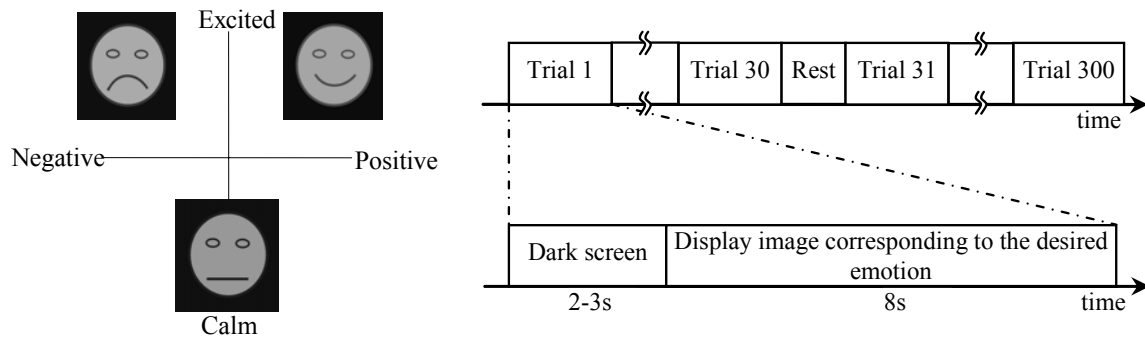 Excited
Negative
Positive
Calm
Trial 1
Trial 30
Rest
Trial 31
Trial 300
time
Dark screen
Display image corresponding to the desired
emotion
2-3s
8s
time